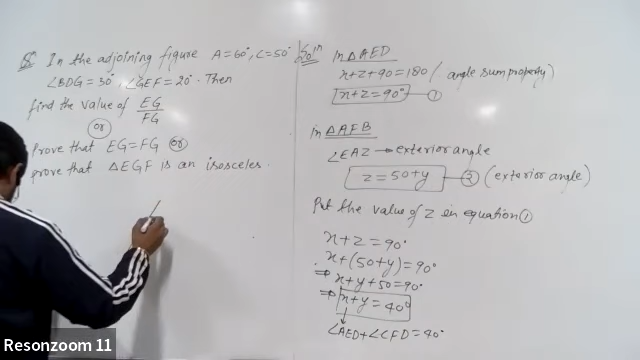 Q5 In the adjoining figure A=60°, C=50°
∠BDG=30°, ∠GEF=20°. Then
find the value of EG/FG
(or)
Prove that EG=FG (or)
prove that ΔEGF is an isosceles.
Solⁿ
in ΔAED
x+z+90=180 (angle sum property)
x+z=90° ①
in ΔAFB
∠EAZ → exterior angle
z=50+y ② (exterior angle)
Put the value of z in equation ①
x+z=90°
x+(50+y)=90°
⇒ x+y+50=90°
⇒ x+y=40°
∠AED+∠CFD=40°
Resonzoom 11